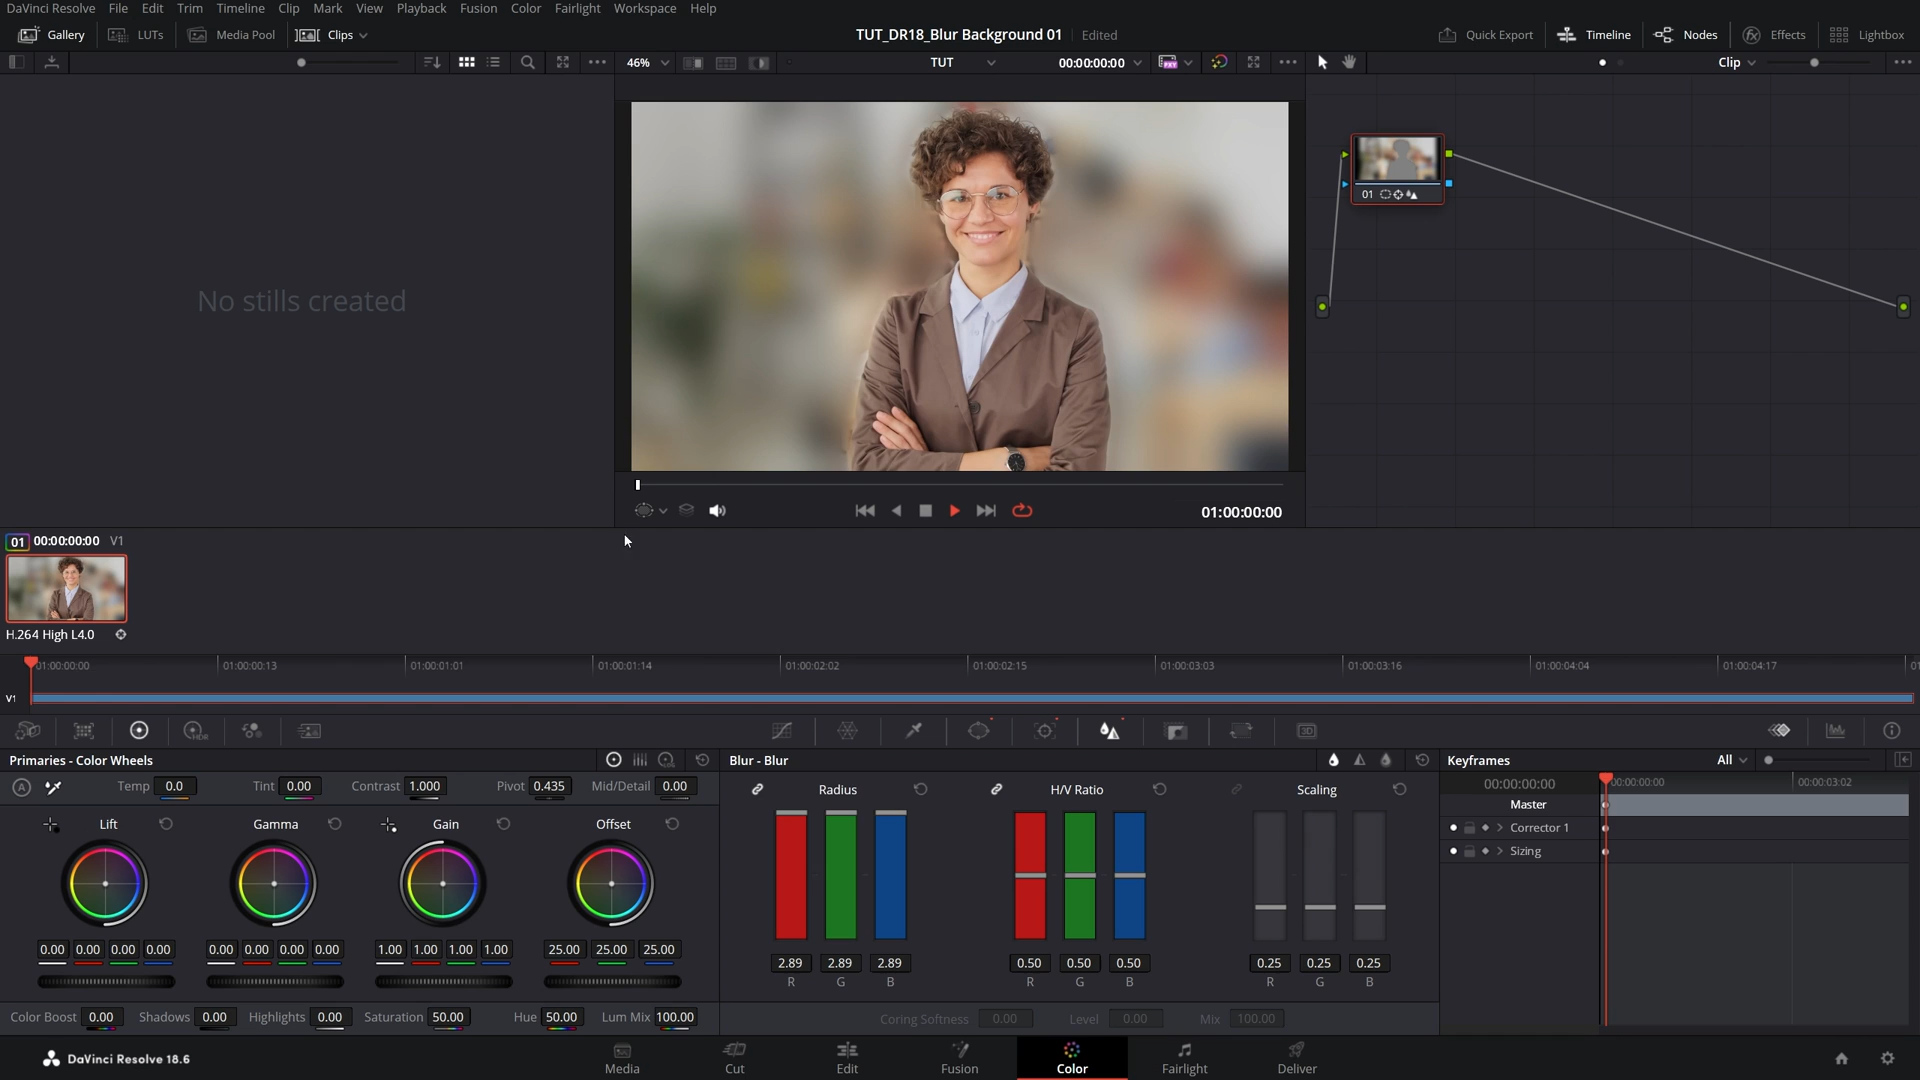 DaVinci Resolve File Edit Trim Timeline Clip Mark View Playback Fusion Color Fairlight Workspace Help
Gallery LUTs Media Pool Clips TUT_DR18_Blur Background 01 Edited Quick Export Timeline Nodes Effects Lightbox
46% TUT 00:00:00:00 PXY Clip
No stills created
01
01:00:00:00
01 00:00:00:00 V1
H.264 High L4.0
01:00:00:00 01:00:00:13 01:00:01:01 01:00:01:14 01:00:02:02 01:00:02:15 01:00:03:03 01:00:03:16 01:00:04:04 01:00:04:17 01
V1
HDR 3D
Primaries - Color Wheels Blur - Blur Keyframes All
A Temp 0.0 Tint 0.00 Contrast 1.000 Pivot 0.435 Mid/Detail 0.00 Radius H/V Ratio Scaling 00:00:00:00 00:00:00:00 00:00:03:02
Master
Lift Gamma Gain Offset Corrector 1
Sizing
0.00 0.00 0.00 0.00 0.00 0.00 0.00 0.00 1.00 1.00 1.00 1.00 25.00 25.00 25.00
2.89 2.89 2.89 0.50 0.50 0.50 0.25 0.25 0.25
R G B R G B R G B
Color Boost 0.00 Shadows 0.00 Highlights 0.00 Saturation 50.00 Hue 50.00 Lum Mix 100.00 Coring Softness 0.00 Level 0.00 Mix 100.00
DaVinci Resolve 18.6 Media Cut Edit Fusion Color Fairlight Deliver